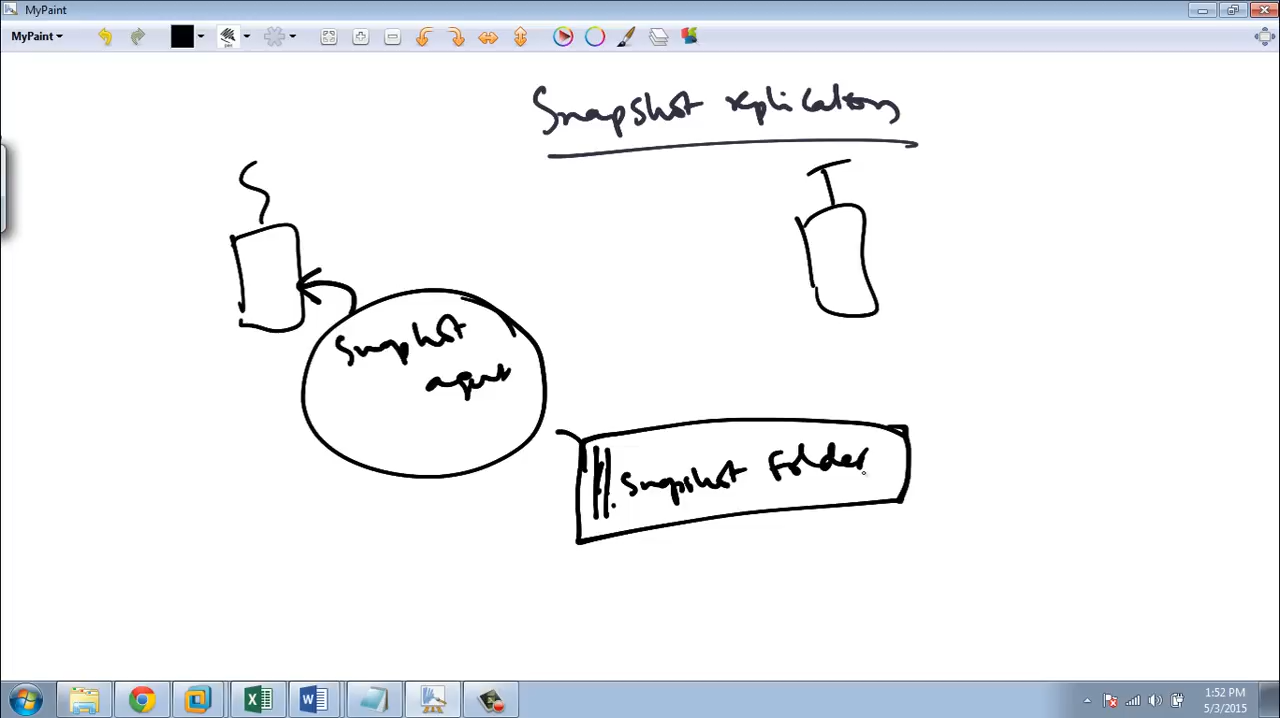 MyPaint
MyPaint
Snapshot replication
S
T
Snapshot
agent
Snapshot Folder
1:52 PM
5/3/2015